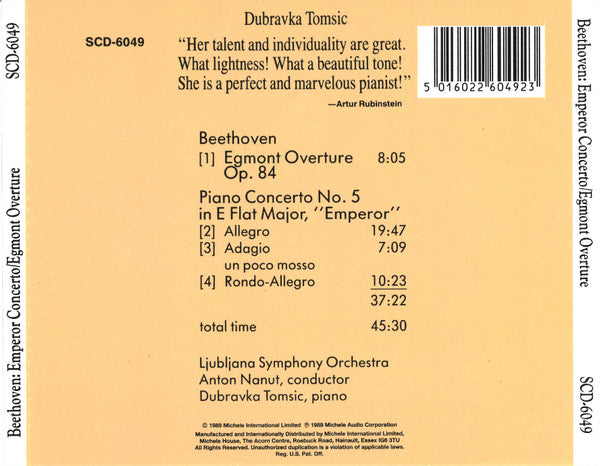 Beethoven: Emperor Concerto/Egmont Overture
SCD-6049
Dubravka Tomsic
SCD-6049
“Her talent and individuality are great.
What lightness! What a beautiful tone!
She is a perfect and marvelous pianist!”
—Artur Rubinstein
5 016022 604923
Beethoven
[1] Egmont Overture 8:05
Op. 84
Piano Concerto No. 5
in E Flat Major, ''Emperor''
[2] Allegro 19:47
[3] Adagio 7:09
un poco mosso
[4] Rondo-Allegro 10:23
37:22
total time 45:30
Ljubljana Symphony Orchestra
Anton Nanut, conductor
Dubravka Tomsic, piano
© 1989 Michele International Limited ℗ 1989 Michele Audio Corporation
Manufactured and Internationally Distributed by Michele International Limited,
Michele House, The Acorn Centre, Roebuck Road, Hainault, Essex IG6 3TU
Unauthorized duplication is a violation of applicable laws.
Reg. U.S. Pat. Off.
Beethoven: Emperor Concerto/Egmont Overture
SCD-6049